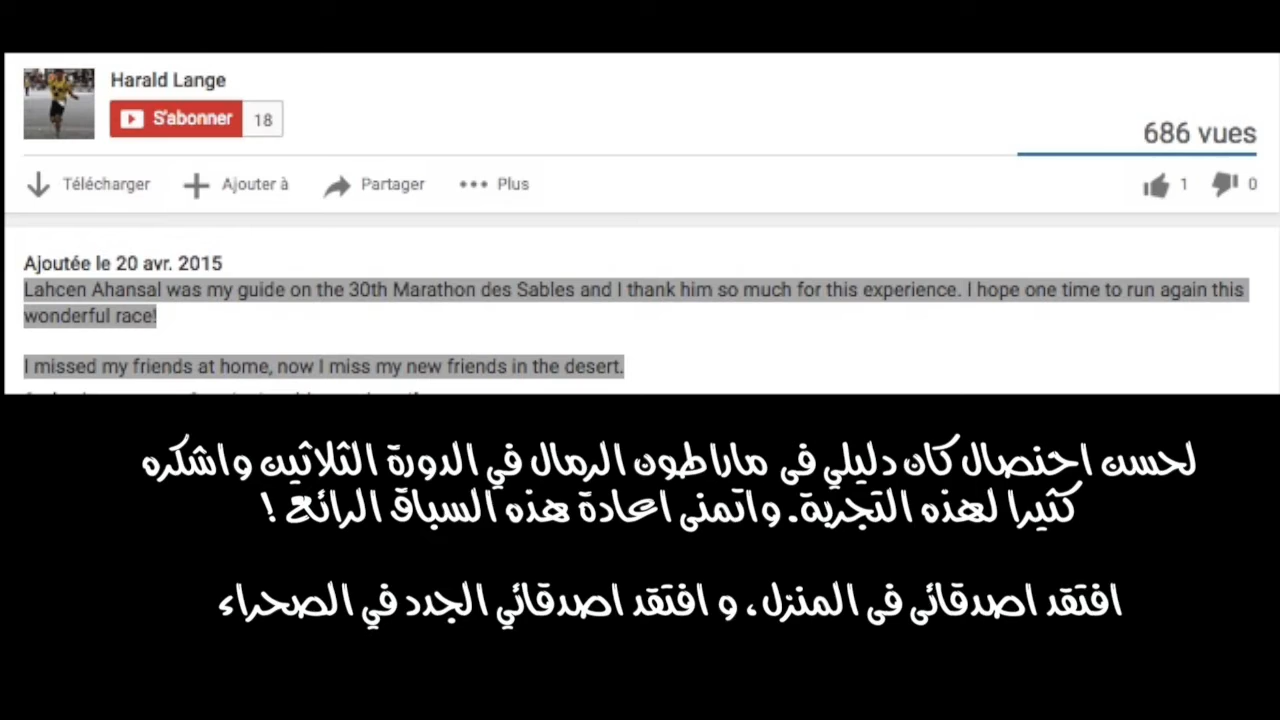 Harald Lange
S'abonner 18
686 vues
Télécharger Ajouter à Partager Plus 1 0
Ajoutée le 20 avr. 2015
Lahcen Ahansal was my guide on the 30th Marathon des Sables and I thank him so much for this experience. I hope one time to run again this
wonderful race!
I missed my friends at home, now I miss my new friends in the desert.
لحسن احنصال كان دليلي فى ماراطون الرمال في الدورة الثلاثين واشكره
كثيرا لهذه التجربة. واتمنى اعادة هذه السباق الرائع !
افتقد اصدقائى فى المنزل، و افتقد اصدقائي الجدد في الصحراء